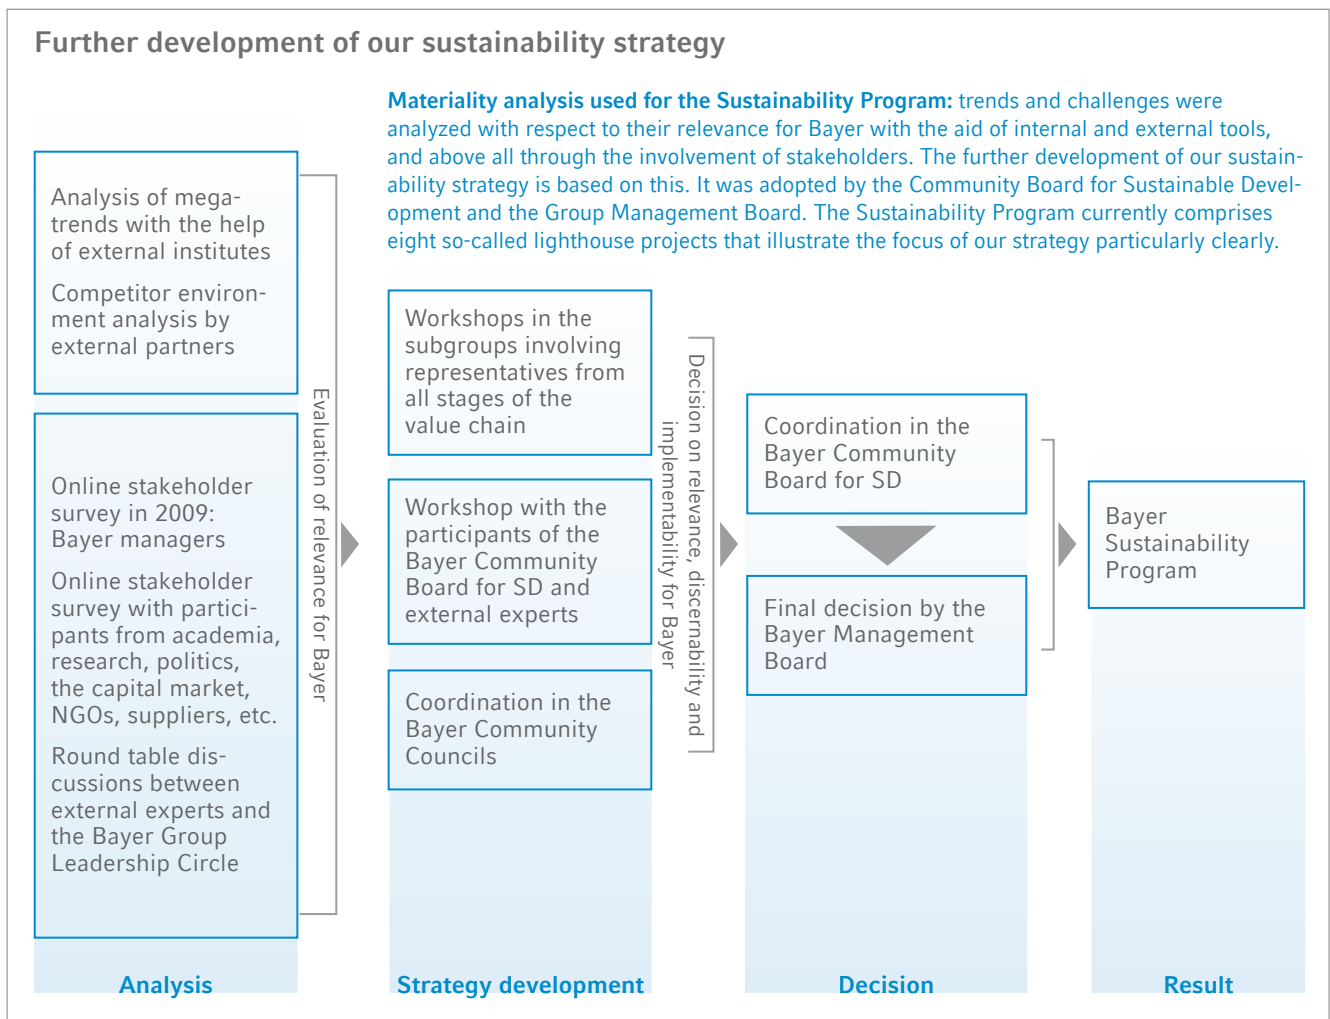 Further development of our sustainability strategy
Materiality analysis used for the Sustainability Program: trends and challenges were
analyzed with respect to their relevance for Bayer with the aid of internal and external tools,
and above all through the involvement of stakeholders. The further development of our sustain-
ability strategy is based on this. It was adopted by the Community Board for Sustainable Devel-
opment and the Group Management Board. The Sustainability Program currently comprises
eight so-called lighthouse projects that illustrate the focus of our strategy particularly clearly.
Analysis of mega-
trends with the help
of external institutes
Competitor environ-
ment analysis by
external partners
Online stakeholder
survey in 2009:
Bayer managers
Online stakeholder
survey with partici-
pants from academia,
research, politics,
the capital market,
NGOs, suppliers, etc.
Round table dis-
cussions between
external experts and
the Bayer Group
Leadership Circle
Analysis
Evaluation of relevance for Bayer
Workshops in the
subgroups involving
representatives from
all stages of the
value chain
Workshop with the
participants of the
Bayer Community
Board for SD and
external experts
Coordination in the
Bayer Community
Councils
Strategy development
Decision on relevance, discernability and
implementability for Bayer
Coordination in the
Bayer Community
Board for SD
Final decision by the
Bayer Management
Board
Decision
Bayer
Sustainability
Program
Result